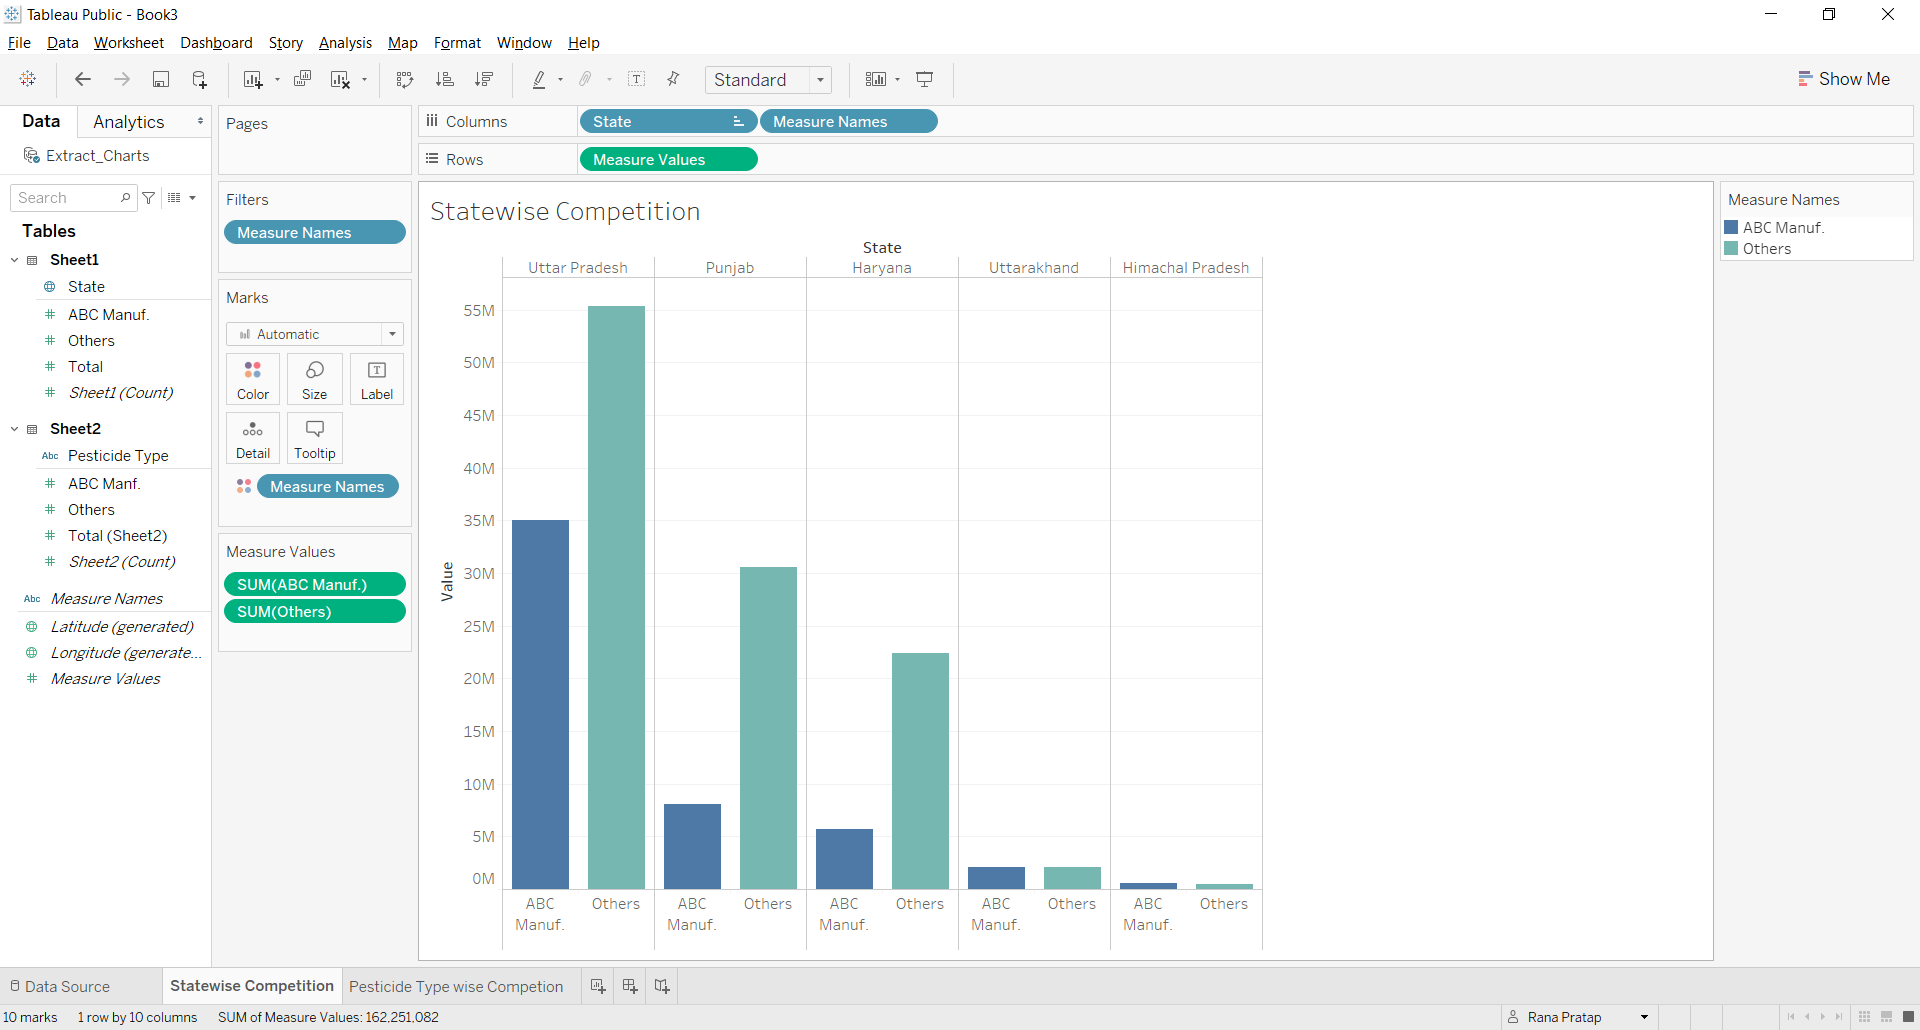 Tableau Public - Book3
File Data Worksheet Dashboard Story Analysis Map Format Window Help
Standard
Show Me
Data Analytics
Extract_Charts
Search
Tables
Sheet1
State
ABC Manuf.
Others
Total
Sheet1 (Count)
Sheet2
Abc Pesticide Type
ABC Manf.
Others
Total (Sheet2)
Sheet2 (Count)
Abc Measure Names
Latitude (generated)
Longitude (generate...
Measure Values
Pages
Filters
Measure Names
Marks
Automatic
Color Size Label
Detail Tooltip
Measure Names
Measure Values
SUM(ABC Manuf.)
SUM(Others)
Columns State Measure Names
Rows Measure Values
Statewise Competition
State
Uttar Pradesh Punjab Haryana Uttarakhand Himachal Pradesh
55M
50M
45M
40M
35M
30M
25M
20M
15M
10M
5M
0M
Value
ABC Manuf. Others ABC Manuf. Others ABC Manuf. Others ABC Manuf. Others ABC Manuf. Others
Measure Names
ABC Manuf.
Others
Data Source Statewise Competition Pesticide Type wise Competion
10 marks 1 row by 10 columns SUM of Measure Values: 162,251,082
Rana Pratap